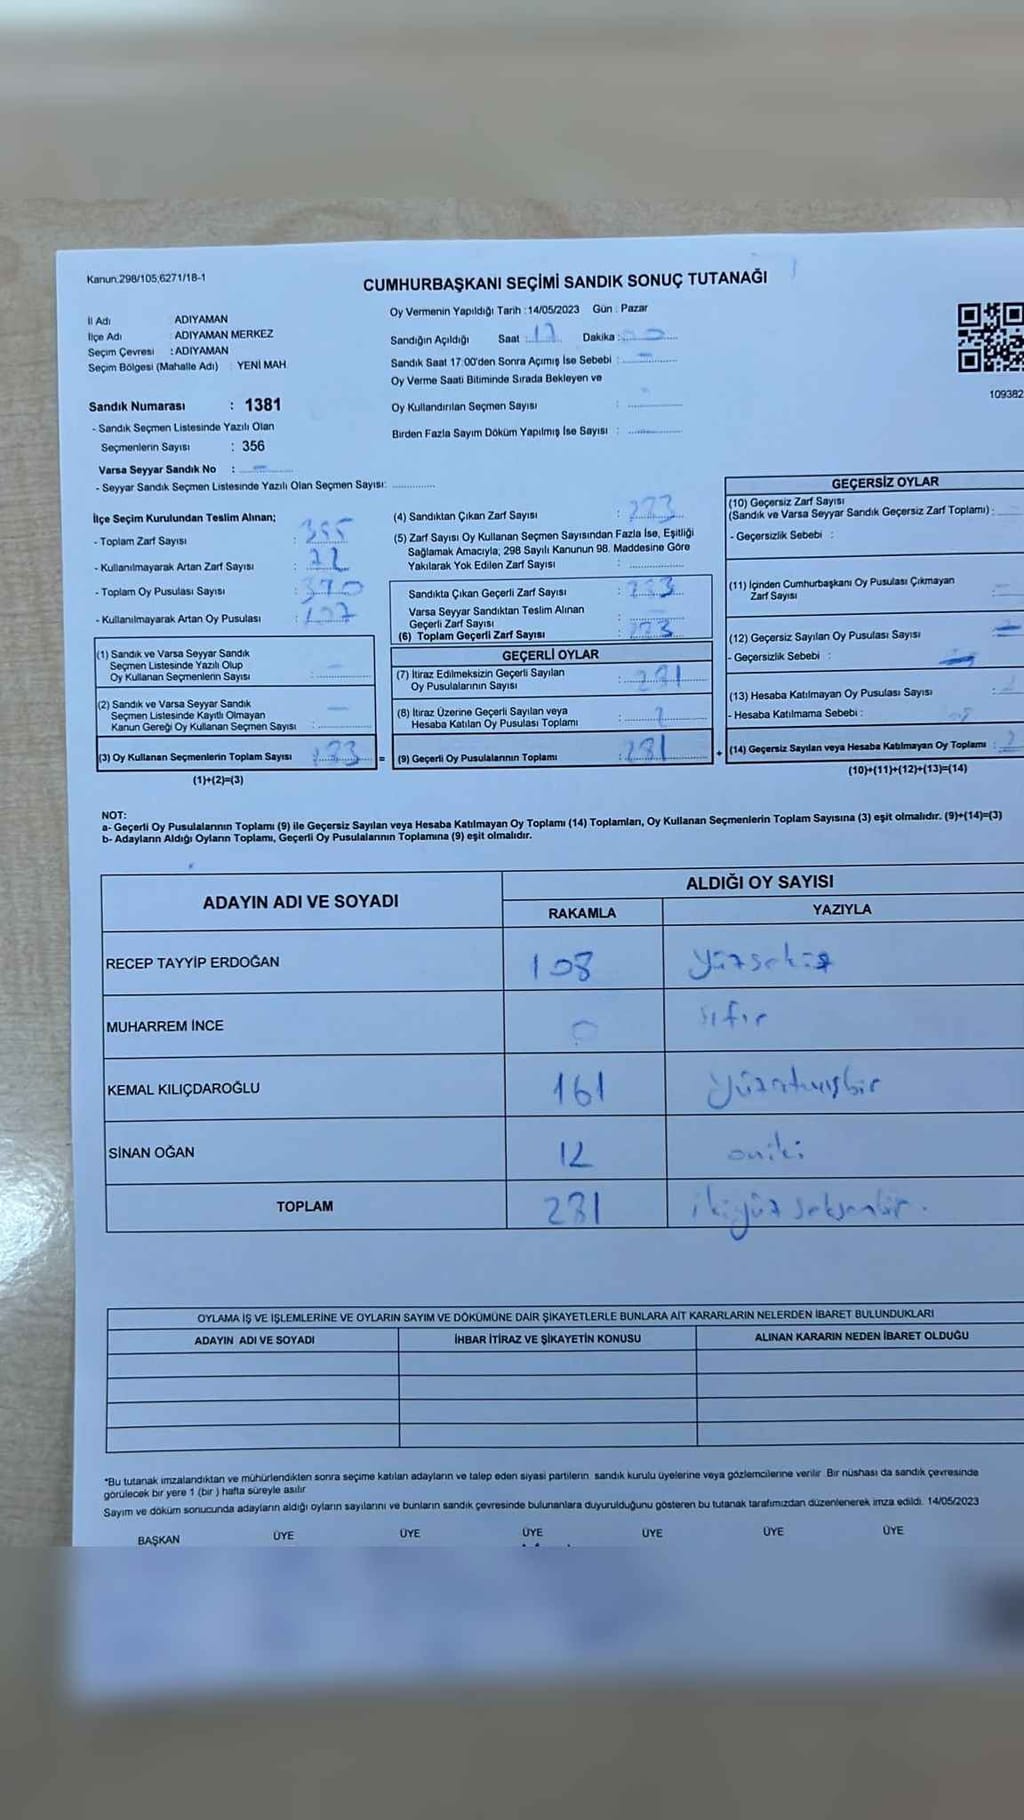 Kanun.298/105;6271/18-1
CUMHURBAŞKANI SEÇİMİ SANDIK SONUÇ TUTANAĞI
İl Adı : ADIYAMAN
İlçe Adı : ADIYAMAN MERKEZ
Seçim Çevresi : ADIYAMAN
Seçim Bölgesi (Mahalle Adı) YENİ MAH
Sandık Numarası : 1381
- Sandık Seçmen Listesinde Yazılı Olan
Seçmenlerin Sayısı : 356
Varsa Seyyar Sandık No :
- Seyyar Sandık Seçmen Listesinde Yazılı Olan Seçmen Sayısı:
Oy Vermenin Yapıldığı Tarih : 14/05/2023 Gün : Pazar
Sandığın Açıldığı Saat : 17 Dakika :
Sandık Saat 17:00'den Sonra Açımış İse Sebebi :
Oy Verme Saati Bitiminde Sırada Bekleyen ve
Oy Kullandırılan Seçmen Sayısı :
Birden Fazla Sayım Döküm Yapılmış İse Sayısı :
109382
İlçe Seçim Kurulundan Teslim Alınan;
- Toplam Zarf Sayısı :
- Kullanılmayarak Artan Zarf Sayısı :
- Toplam Oy Pusulası Sayısı : 370
- Kullanılmayarak Artan Oy Pusulası :
(1) Sandık ve Varsa Seyyar Sandık
Seçmen Listesinde Yazılı Olup
Oy Kullanan Seçmenlerin Sayısı :
(2) Sandık ve Varsa Seyyar Sandık
Seçmen Listesinde Kayıtlı Olmayan
Kanun Gereği Oy Kullanan Seçmen Sayısı :
(3) Oy Kullanan Seçmenlerin Toplam Sayısı :
(1)+(2)=(3)
(4) Sandıktan Çıkan Zarf Sayısı :
(5) Zarf Sayısı Oy Kullanan Seçmen Sayısından Fazla İse, Eşitliği
Sağlamak Amacıyla; 298 Sayılı Kanunun 98. Maddesine Göre
Yakılarak Yok Edilen Zarf Sayısı :
Sandıkta Çıkan Geçerli Zarf Sayısı :
Varsa Seyyar Sandıktan Teslim Alınan
Geçerli Zarf Sayısı :
(6) Toplam Geçerli Zarf Sayısı :
GEÇERLİ OYLAR
(7) İtiraz Edilmeksizin Geçerli Sayılan
Oy Pusulalarının Sayısı : 281
(8) İtiraz Üzerine Geçerli Sayılan veya
Hesaba Katılan Oy Pusulası Toplamı :
(9) Geçerli Oy Pusulalarının Toplamı : 281
GEÇERSİZ OYLAR
(10) Geçersiz Zarf Sayısı
(Sandık ve Varsa Seyyar Sandık Geçersiz Zarf Toplamı) :
- Geçersizlik Sebebi :
(11) İçinden Cumhurbaşkanı Oy Pusulası Çıkmayan
Zarf Sayısı
(12) Geçersiz Sayılan Oy Pusulası Sayısı
- Geçersizlik Sebebi :
(13) Hesaba Katılmayan Oy Pusulası Sayısı :
- Hesaba Katılmama Sebebi :
(14) Geçersiz Sayılan veya Hesaba Katılmayan Oy Toplamı :
(10)+(11)+(12)+(13)=(14)
NOT:
a- Geçerli Oy Pusulalarının Toplamı (9) ile Geçersiz Sayılan veya Hesaba Katılmayan Oy Toplamı (14) Toplamları, Oy Kullanan Seçmenlerin Toplam Sayısına (3) eşit olmalıdır. (9)+(14)=(3)
b- Adayların Aldığı Oyların Toplamı, Geçerli Oy Pusulalarının Toplamına (9) eşit olmalıdır.
ADAYIN ADI VE SOYADI
ALDIĞI OY SAYISI
RAKAMLA YAZIYLA
RECEP TAYYİP ERDOĞAN 108 yüzsekiz
MUHARREM İNCE 0 sıfır
KEMAL KILIÇDAROĞLU 161 yüzatmışbir
SİNAN OĞAN 12 oniki
TOPLAM 281 ikiyüz seksenbir.
OYLAMA İŞ VE İŞLEMLERİNE VE OYLARIN SAYIM VE DÖKÜMÜNE DAİR ŞİKAYETLERLE BUNLARA AİT KARARLARIN NELERDEN İBARET BULUNDUKLARI
ADAYIN ADI VE SOYADI İHBAR İTİRAZ VE ŞİKAYETİN KONUSU ALINAN KARARIN NEDEN İBARET OLDUĞU
*Bu tutanak imzalandıktan ve mühürlendikten sonra seçime katılan adayların ve talep eden siyasi partilerin sandık kurulu üyelerine veya gözlemcilerine verilir. Bir nüshası da sandık çevresinde
görülecek bir yere 1 (bir) hafta süreyle asılır
Sayım ve döküm sonucunda adayların aldığı oyların sayılarını ve bunların sandık çevresinde bulunanlara duyurulduğunu gösteren bu tutanak tarafımızdan düzenlenerek imza edildi. 14/05/2023
BAŞKAN ÜYE ÜYE ÜYE ÜYE ÜYE ÜYE